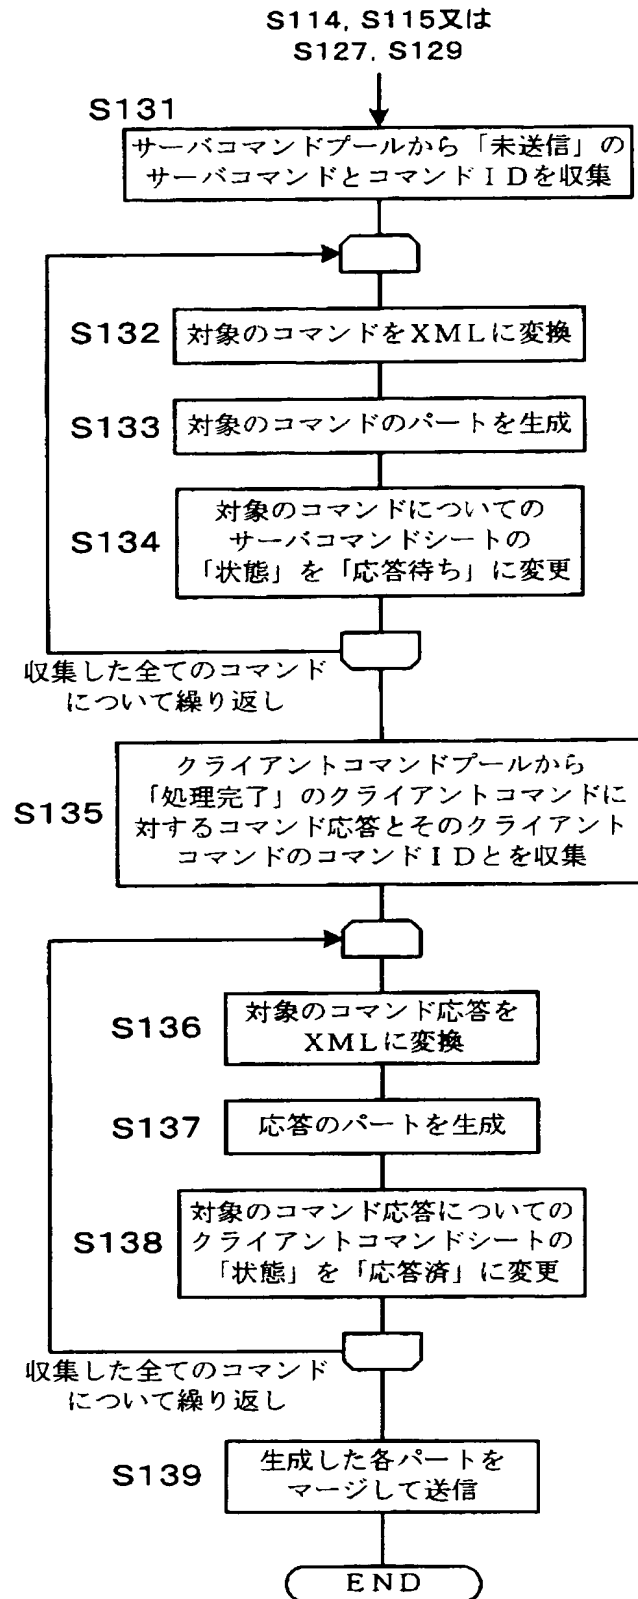 S114, S115又は
S127, S129
S131
サーバコマンドプールから「未送信」の
サーバコマンドとコマンドＩＤを収集
S132
対象のコマンドをＸＭＬに変換
S133
対象のコマンドのパートを生成
S134
対象のコマンドについての
サーバコマンドシートの
「状態」を「応答待ち」に変更
収集した全てのコマンド
について繰り返し
S135
クライアントコマンドプールから
「処理完了」のクライアントコマンドに
対するコマンド応答とそのクライアント
コマンドのコマンドＩＤとを収集
S136
対象のコマンド応答を
ＸＭＬに変換
S137
応答のパートを生成
S138
対象のコマンド応答についての
クライアントコマンドシートの
「状態」を「応答済」に変更
収集した全てのコマンド
について繰り返し
S139
生成した各パートを
マージして送信
ＥＮＤ